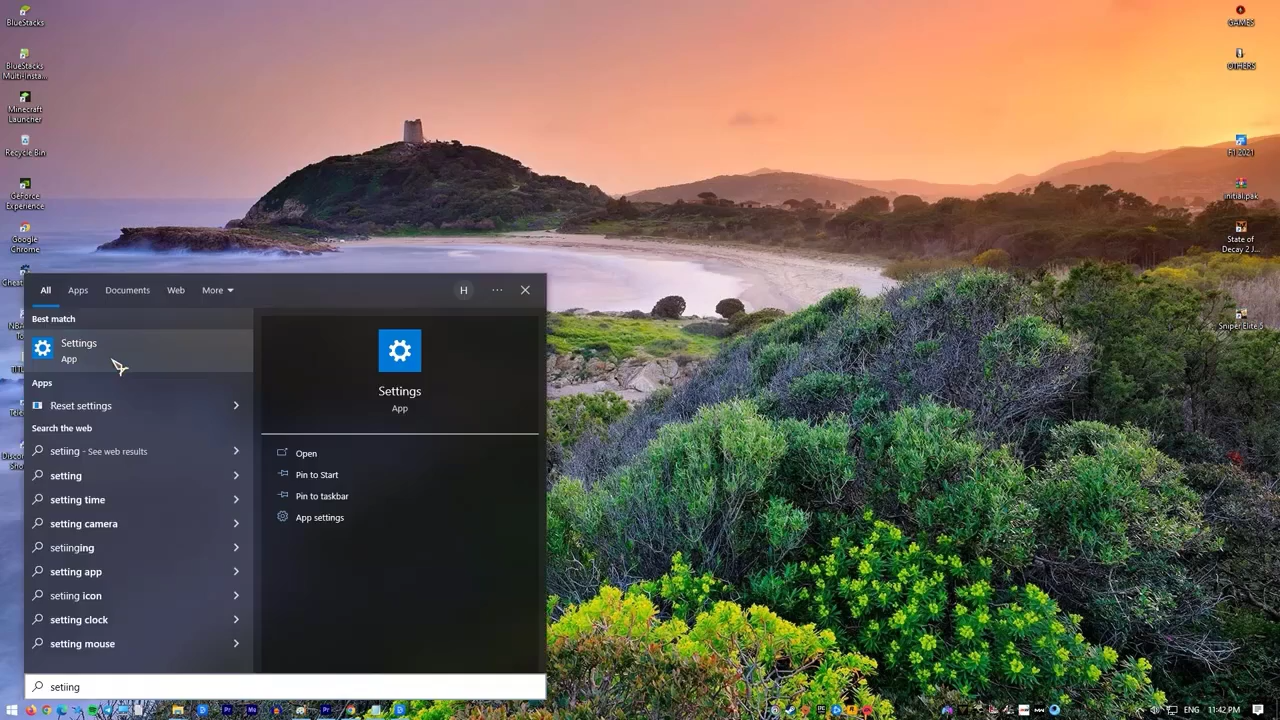 BlueStacks
BlueStacks
Multi-Insta...
Minecraft
Launcher
Recycle Bin
GeForce
Experience
Google
Chrome
GAMES
OTHERS
F1 2021
initial.pak
State of
Decay 2 J...
Sniper Elite 5
All
Apps
Documents
Web
More
H
Best match
Settings
App
Apps
Reset settings
Search the web
setiing - See web results
setting
setting time
setting camera
setiinging
setting app
setiing icon
setting clock
setting mouse
Settings
App
Open
Pin to Start
Pin to taskbar
App settings
setiing
ENG
11:42 PM